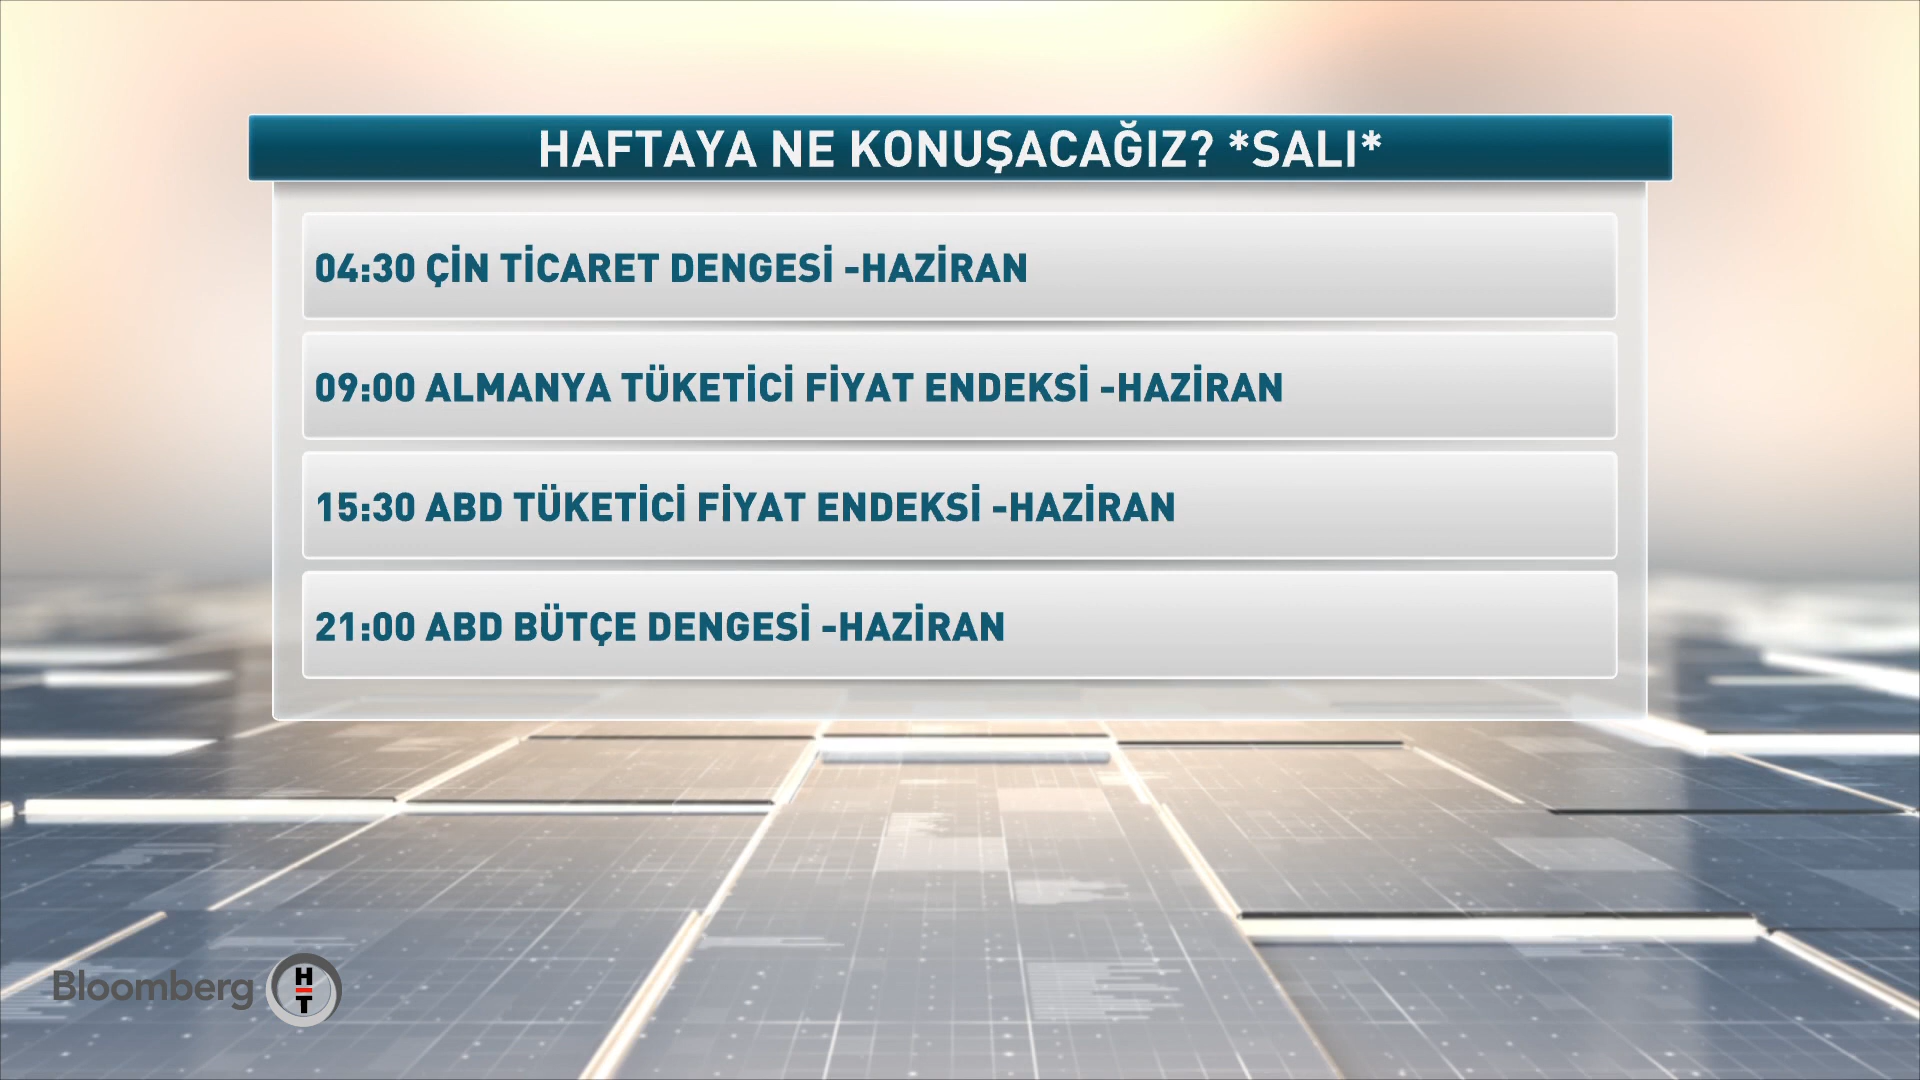 HAFTAYA NE KONUŞACAĞIZ? *SALI*
04:30 ÇİN TİCARET DENGESİ -HAZİRAN
09:00 ALMANYA TÜKETİCİ FİYAT ENDEKSİ -HAZİRAN
15:30 ABD TÜKETİCİ FİYAT ENDEKSİ -HAZİRAN
21:00 ABD BÜTÇE DENGESİ -HAZİRAN
Bloomberg HT